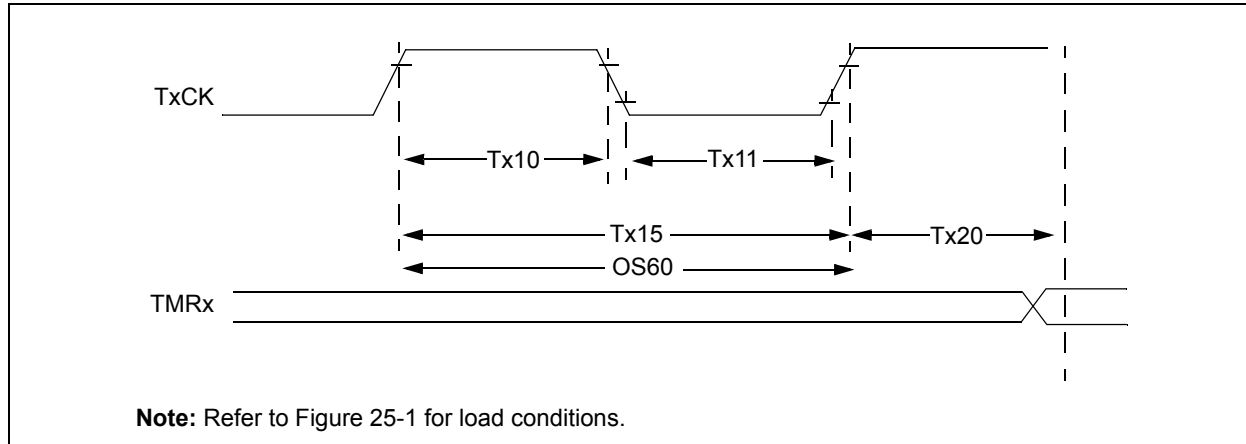 TxCK
Tx10
Tx11
Tx15
Tx20
OS60
TMRx
Note: Refer to Figure 25-1 for load conditions.